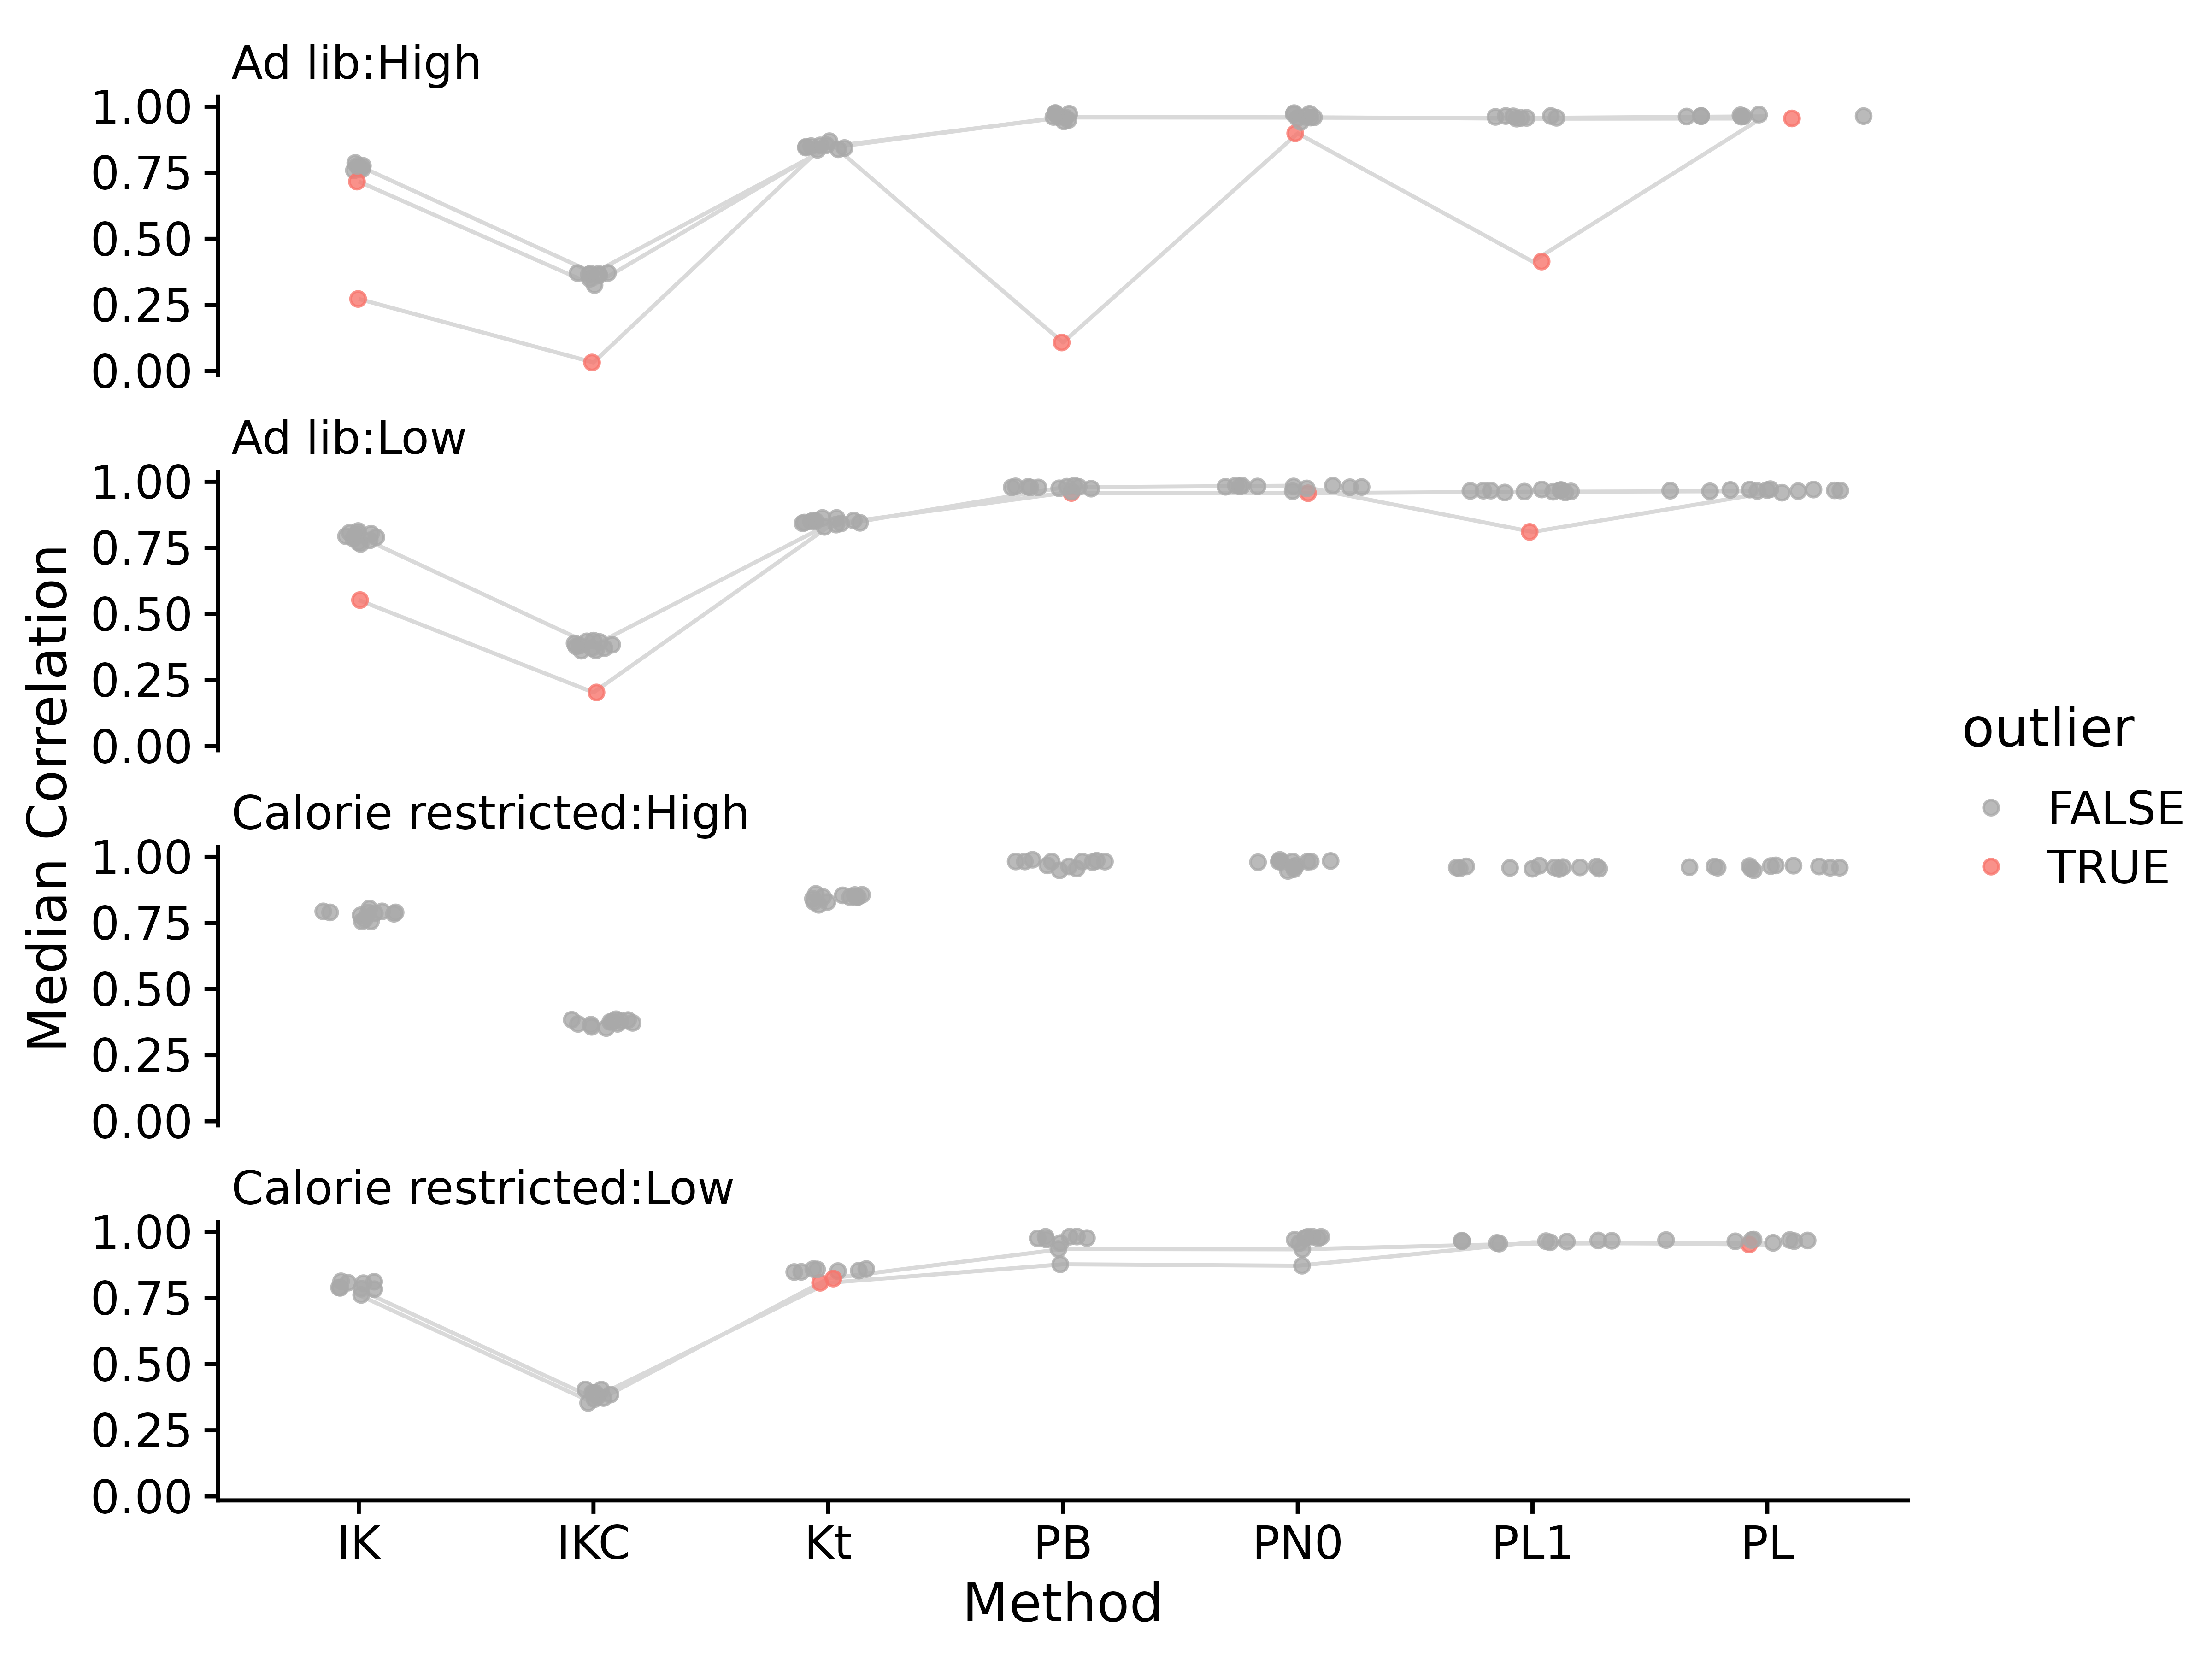 Ad lib:High
1.00
0.75
0.50
0.25
0.00
Ad lib:Low
1.00
0.75
0.50
0.25
0.00
Calorie restricted:High
1.00
0.75
0.50
0.25
0.00
Calorie restricted:Low
1.00
0.75
0.50
0.25
0.00
Median Correlation
IK IKC Kt PB PN0 PL1 PL
Method
outlier
FALSE
TRUE